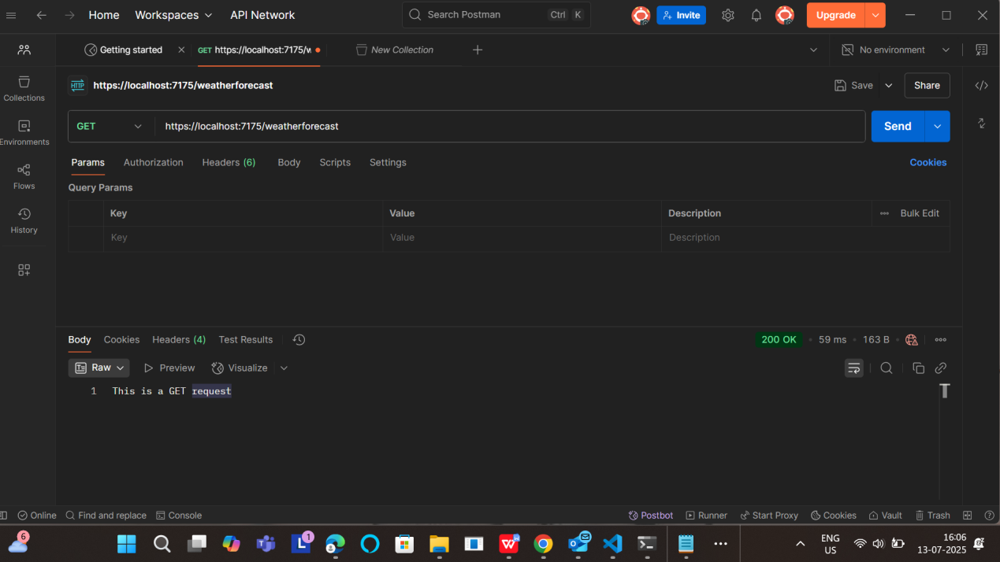 Home Workspaces API Network Search Postman Ctrl K Invite Upgrade
Getting started GET https://localhost:7175/w New Collection No environment
HTTP https://localhost:7175/weatherforecast Save Share
Collections
GET https://localhost:7175/weatherforecast Send
Environments
Params Authorization Headers (6) Body Scripts Settings Cookies
Flows
Query Params
Key Value Description Bulk Edit
History
Key Value Description
Body Cookies Headers (4) Test Results 200 OK 59 ms 163 B
Raw Preview Visualize
1 This is a GET request
Online Find and replace Console Postbot Runner Start Proxy Cookies Vault Trash
6
L 1
W
ENG
US
16:06
13-07-2025